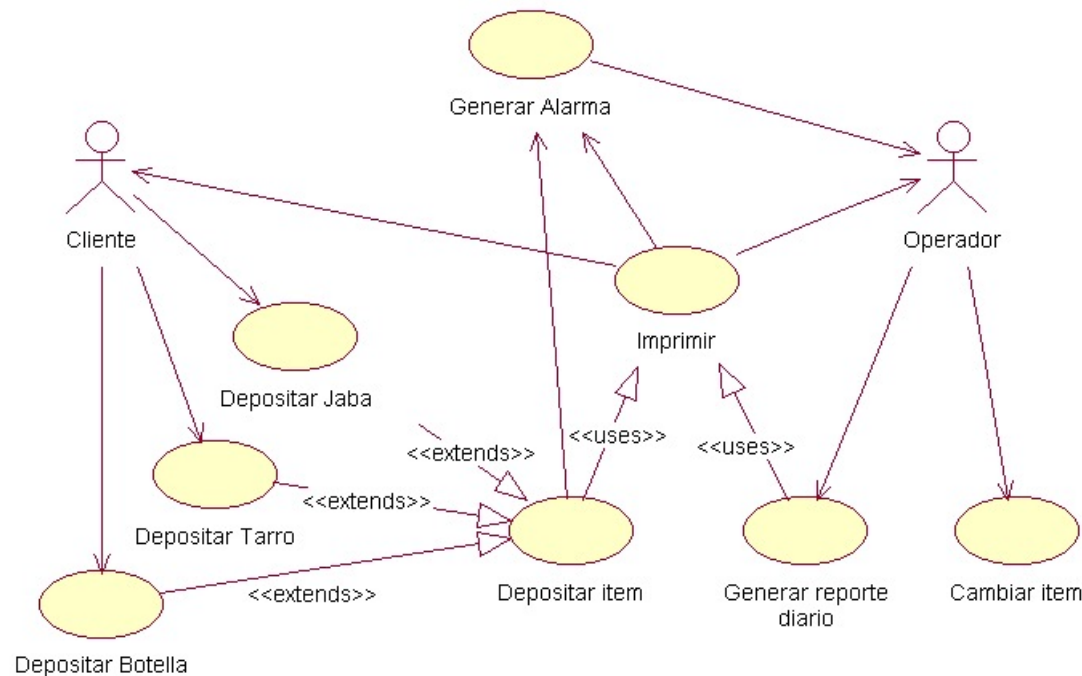 Generar Alarma
Cliente
Operador
Imprimir
Depositar Jaba
<<uses>>
<<extends>>
<<uses>>
<<extends>>
Depositar Tarro
<<extends>>
Depositar item
Generar reporte
diario
Cambiar item
Depositar Botella